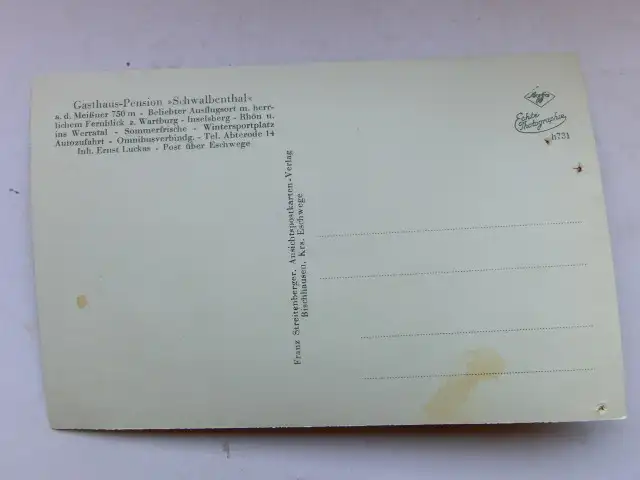 Gasthaus-Pension »Schwalbenthal«
a. d. Meißner 750 m - Beliebter Ausflugsort m. herr-
lichem Fernblick z. Wartburg - Inselsberg - Rhön u.
ins Werratal - Sommerfrische - Wintersportplatz
Autozufahrt - Omnibusverbindg. - Tel. Abterode 14
Inh. Ernst Luckas - Post über Eschwege
Franz Streitenberger, Ansichtspostkarten-Verlag
Bischhausen, Krs. Eschwege
Agfa
Echte
Photographie
h731